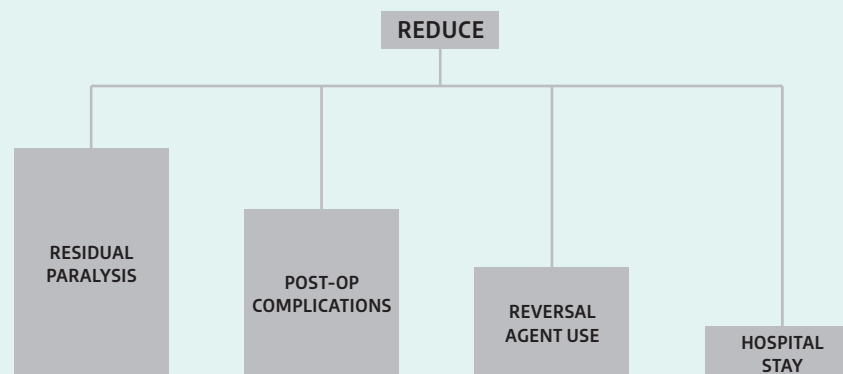 REDUCE
RESIDUAL
PARALYSIS
POST-OP
COMPLICATIONS
REVERSAL
AGENT USE
HOSPITAL
STAY